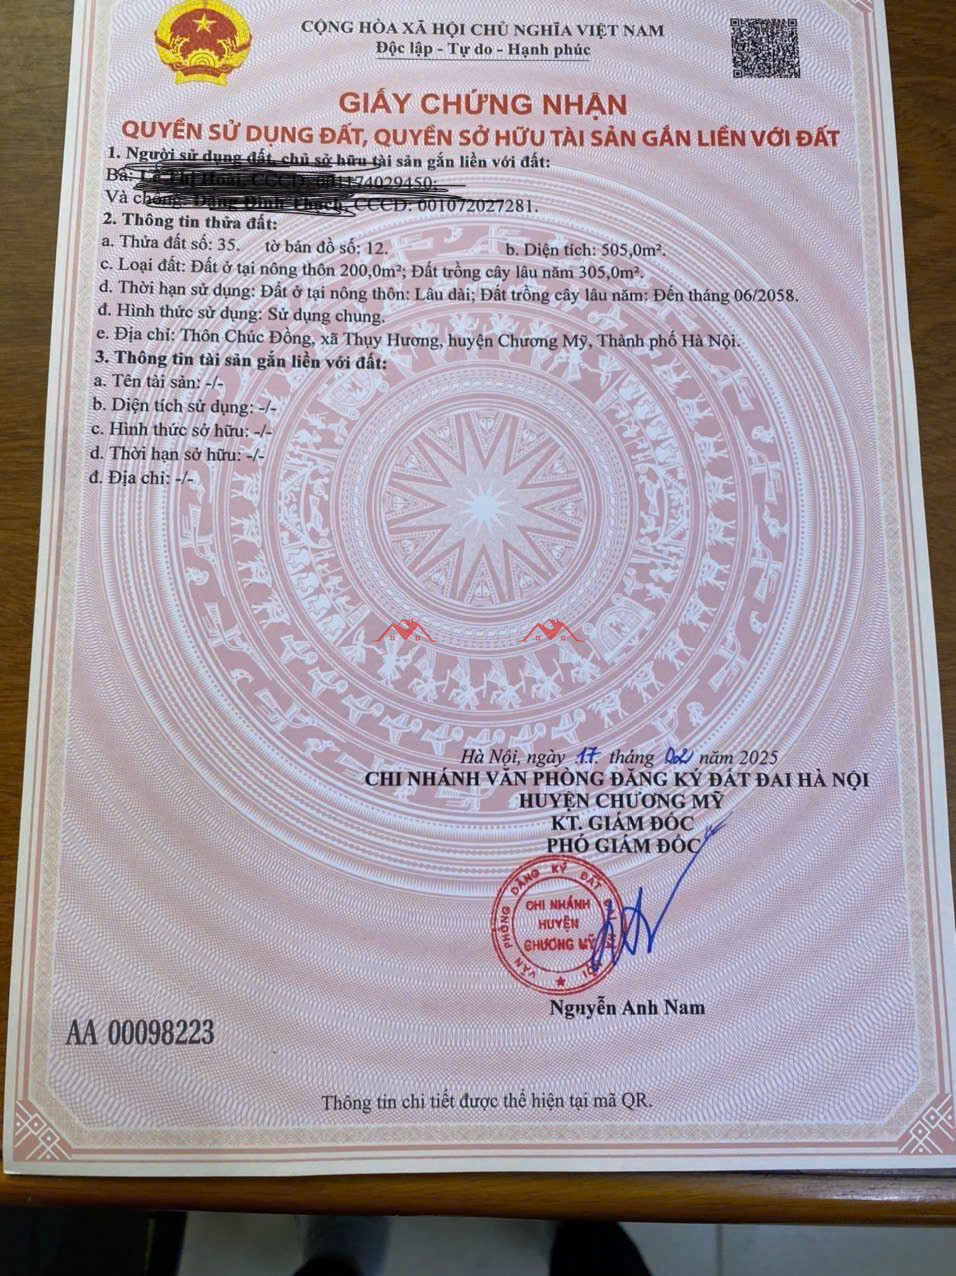 CỘNG HÒA XÃ HỘI CHỦ NGHĨA VIỆT NAM
Độc lập - Tự do - Hạnh phúc
GIẤY CHỨNG NHẬN
QUYỀN SỬ DỤNG ĐẤT, QUYỀN SỞ HỮU TÀI SẢN GẮN LIỀN VỚI ĐẤT
1. Người sử dụng đất, chủ sở hữu tài sản gắn liền với đất:
Bà:
Và chồng: CCCD: 001072027281.
2. Thông tin thửa đất:
a. Thửa đất số: 35. tờ bản đồ số: 12. b. Diện tích: 505,0m².
c. Loại đất: Đất ở tại nông thôn 200,0m²; Đất trồng cây lâu năm 305,0m².
d. Thời hạn sử dụng: Đất ở tại nông thôn: Lâu dài; Đất trồng cây lâu năm: Đến tháng 06/2058.
đ. Hình thức sử dụng: Sử dụng chung.
e. Địa chỉ: Thôn Chúc Đồng, xã Thụy Hương, huyện Chương Mỹ, Thành phố Hà Nội.
3. Thông tin tài sản gắn liền với đất:
a. Tên tài sản: -/-
b. Diện tích sử dụng: -/-
c. Hình thức sở hữu: -/-
d. Thời hạn sở hữu: -/-
đ. Địa chỉ: -/-
Hà Nội, ngày 17 tháng 02 năm 2025
CHI NHÁNH VĂN PHÒNG ĐĂNG KÝ ĐẤT ĐAI HÀ NỘI
HUYỆN CHƯƠNG MỸ
KT. GIÁM ĐỐC
PHÓ GIÁM ĐỐC
VĂN PHÒNG ĐĂNG KÝ ĐẤT ĐAI HÀ NỘI
CHI NHÁNH
HUYỆN
CHƯƠNG MỸ
Nguyễn Anh Nam
AA 00098223
Thông tin chi tiết được thể hiện tại mã QR.